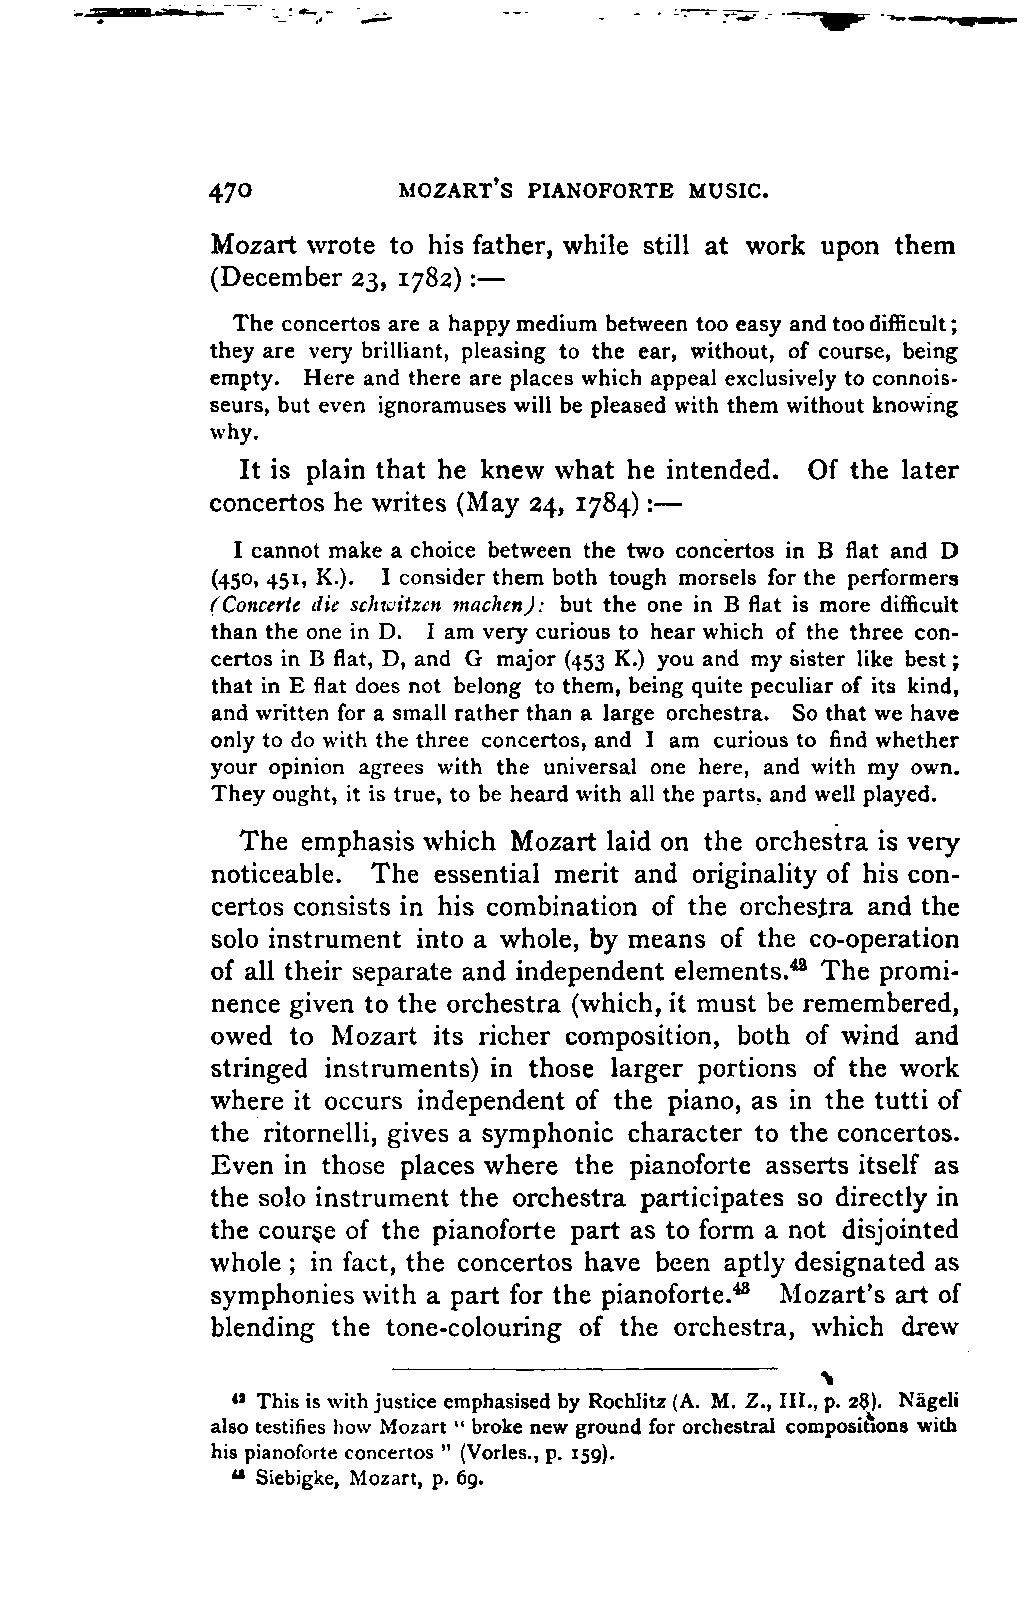 470 MOZART'S PIANOFORTE MUSIC.
Mozart wrote to his father, while still at work upon them
(December 23, 1782) :—
The concertos are a happy medium between too easy and too difficult;
they are very brilliant, pleasing to the ear, without, of course, being
empty. Here and there are places which appeal exclusively to connois-
seurs, but even ignoramuses will be pleased with them without knowing
why.
It is plain that he knew what he intended. Of the later
concertos he writes (May 24, 1784) :—
I cannot make a choice between the two concertos in B flat and D
(450, 451, K.). I consider them both tough morsels for the performers
(Concerte die schwitzen machen): but the one in B flat is more difficult
than the one in D. I am very curious to hear which of the three con-
certos in B flat, D, and G major (453 K.) you and my sister like best;
that in E flat does not belong to them, being quite peculiar of its kind,
and written for a small rather than a large orchestra. So that we have
only to do with the three concertos, and I am curious to find whether
your opinion agrees with the universal one here, and with my own.
They ought, it is true, to be heard with all the parts, and well played.
The emphasis which Mozart laid on the orchestra is very
noticeable. The essential merit and originality of his con-
certos consists in his combination of the orchestra and the
solo instrument into a whole, by means of the co-operation
of all their separate and independent elements.⁴² The promi-
nence given to the orchestra (which, it must be remembered,
owed to Mozart its richer composition, both of wind and
stringed instruments) in those larger portions of the work
where it occurs independent of the piano, as in the tutti of
the ritornelli, gives a symphonic character to the concertos.
Even in those places where the pianoforte asserts itself as
the solo instrument the orchestra participates so directly in
the course of the pianoforte part as to form a not disjointed
whole ; in fact, the concertos have been aptly designated as
symphonies with a part for the pianoforte.⁴³ Mozart's art of
blending the tone-colouring of the orchestra, which drew
⁴² This is with justice emphasised by Rochlitz (A. M. Z., III., p. 28). Nägeli
also testifies how Mozart " broke new ground for orchestral compositions with
his pianoforte concertos " (Vorles., p. 159).
⁴³ Siebigke, Mozart, p. 69.